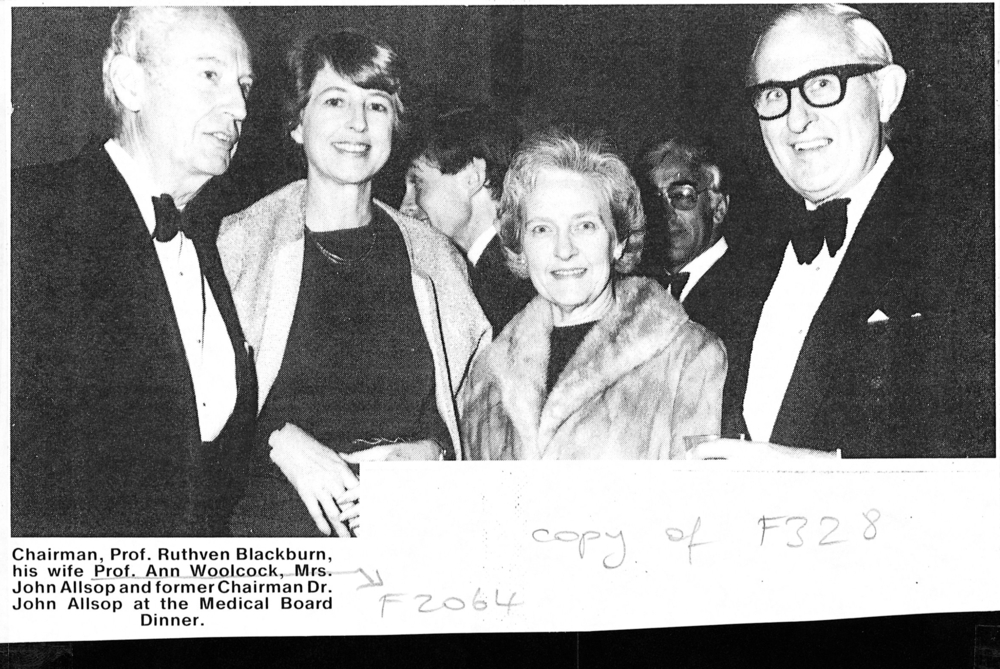 Chairman, Prof. Ruthven Blackburn,
his wife Prof. Ann Woolcock, Mrs.
John Allsop and former Chairman Dr.
John Allsop at the Medical Board
Dinner.
copy of F328
F2064